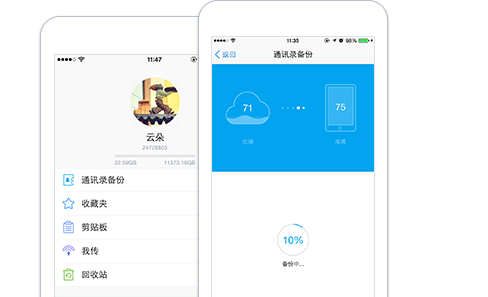 11:47
云朵
24728803
22.59GB 11373.16GB
通讯录备份
收藏夹
剪贴板
我传
回收站
11:35 98%
返回 通讯录备份
71 75
云端 本地
10%
备份中...